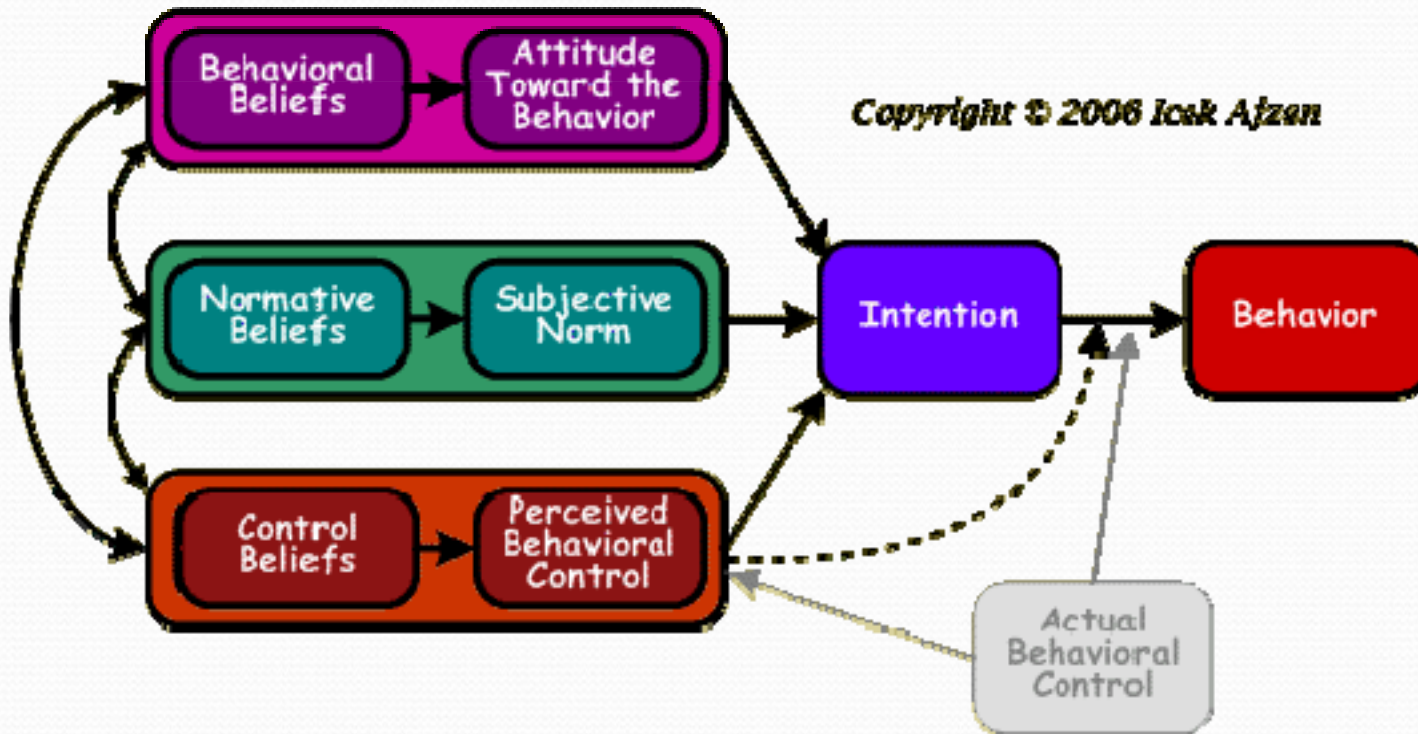 Behavioral
Beliefs
Attitude
Toward the
Behavior
Copyright © 2006 Icek Ajzen
Normative
Beliefs
Subjective
Norm
Intention
Behavior
Control
Beliefs
Perceived
Behavioral
Control
Actual
Behavioral
Control